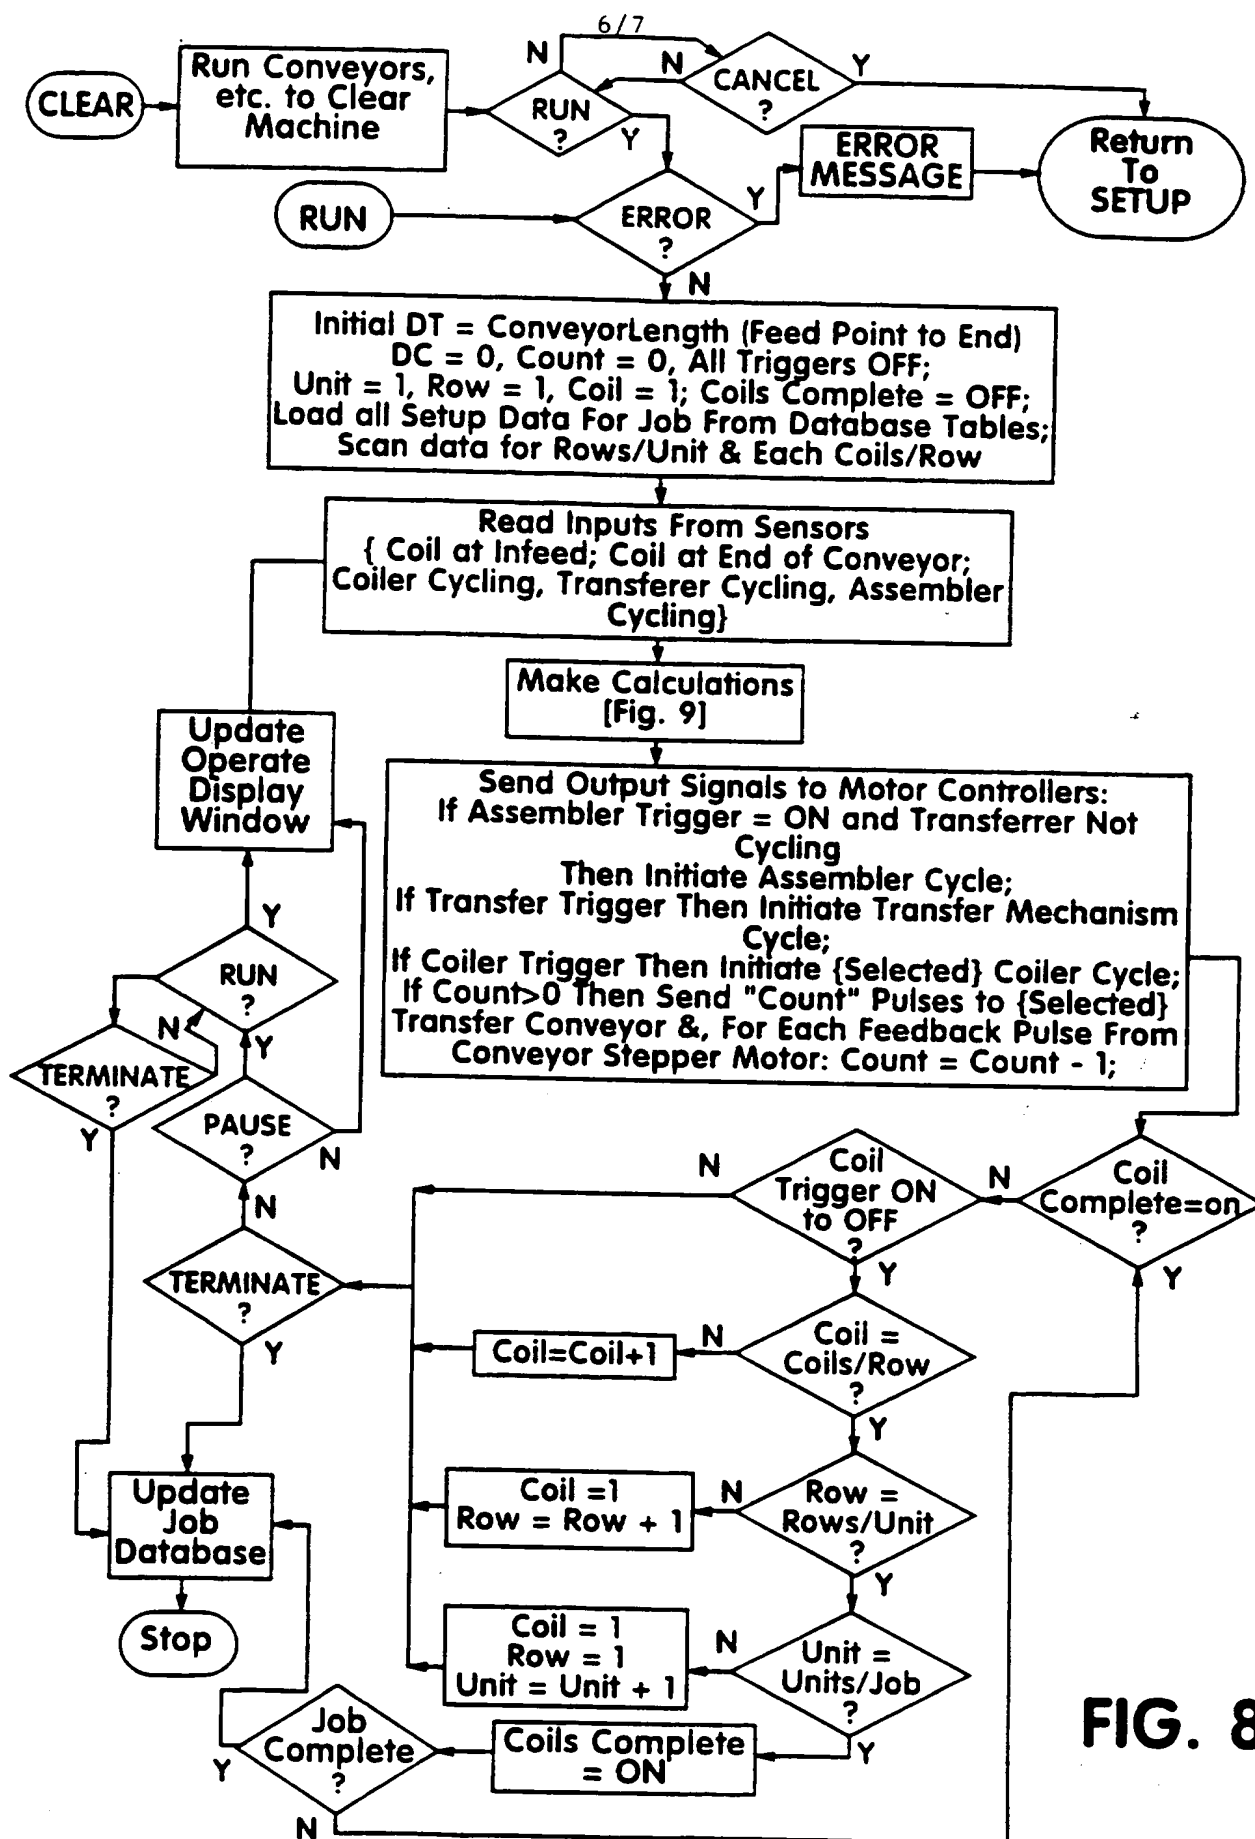 6/7
CLEAR
Run Conveyors,
etc. to Clear
Machine
N
RUN
?
Y
N
CANCEL
?
Y
ERROR
MESSAGE
Return
To
SETUP
RUN
ERROR
?
Y
N
Initial DT = ConveyorLength (Feed Point to End)
DC = 0, Count = 0, All Triggers OFF;
Unit = 1, Row = 1, Coil = 1; Coils Complete = OFF;
Load all Setup Data For Job From Database Tables;
Scan data for Rows/Unit & Each Coils/Row
Read Inputs From Sensors
{ Coil at Infeed; Coil at End of Conveyor;
Coiler Cycling, Transferer Cycling, Assembler
Cycling}
Make Calculations
[Fig. 9]
Update
Operate
Display
Window
Send Output Signals to Motor Controllers:
If Assembler Trigger = ON and Transferrer Not
Cycling
Then Initiate Assembler Cycle;
If Transfer Trigger Then Initiate Transfer Mechanism
Cycle;
If Coiler Trigger Then Initiate {Selected} Coiler Cycle;
If Count>0 Then Send "Count" Pulses to {Selected}
Transfer Conveyor &, For Each Feedback Pulse From
Conveyor Stepper Motor: Count = Count - 1;
Y
RUN
?
N
Y
TERMINATE
?
Y
PAUSE
?
N
N
TERMINATE
?
Y
Coil
Complete=on
?
N
Y
Coil
Trigger ON
to OFF
?
N
Y
Coil =
Coils/Row
?
N
Coil=Coil+1
Y
Row =
Rows/Unit
?
N
Coil =1
Row = Row + 1
Y
Unit =
Units/Job
?
N
Coil = 1
Row = 1
Unit = Unit + 1
Y
Coils Complete
= ON
Job
Complete
?
Y
N
Update
Job
Database
Stop
FIG. 8